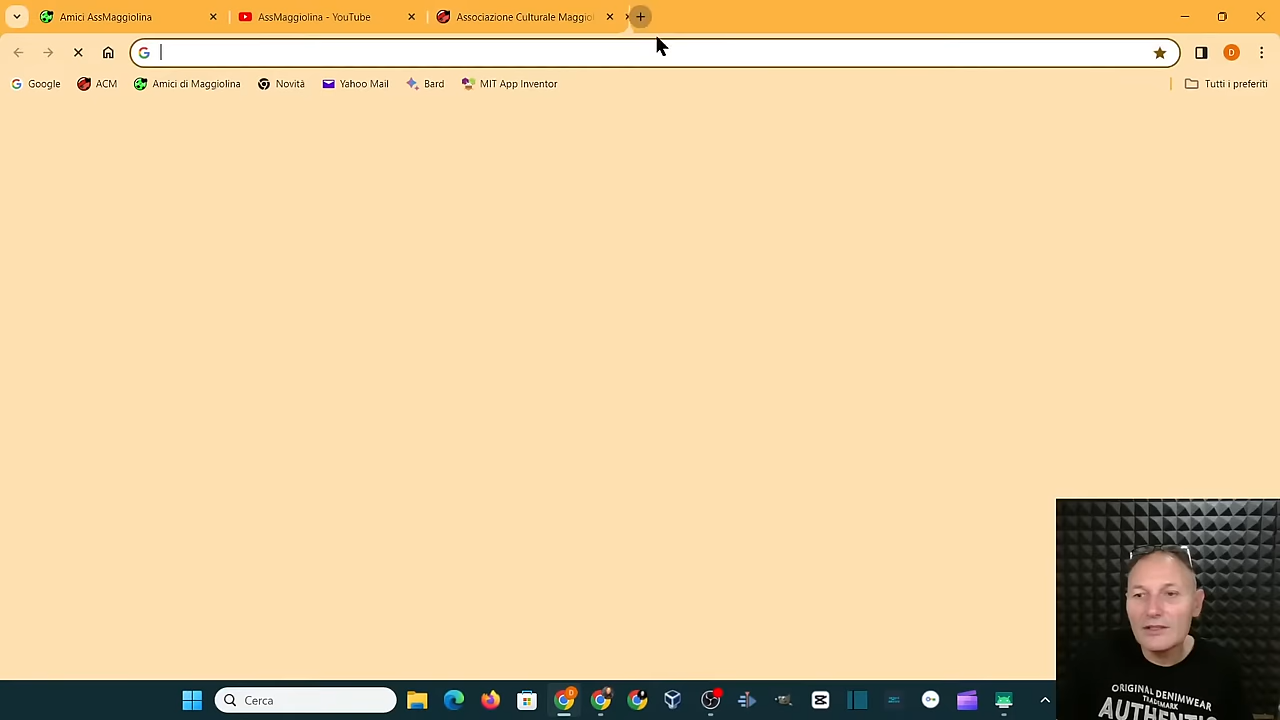 Amici AssMaggiolina
AssMaggiolina - YouTube
Associazione Culturale Maggiol
Google
ACM
Amici di Maggiolina
Novità
Yahoo Mail
Bard
MIT App Inventor
Tutti i preferiti
D
Cerca
ORIGINAL DENIMWEAR
TRADEMARK
AUTHENTIC